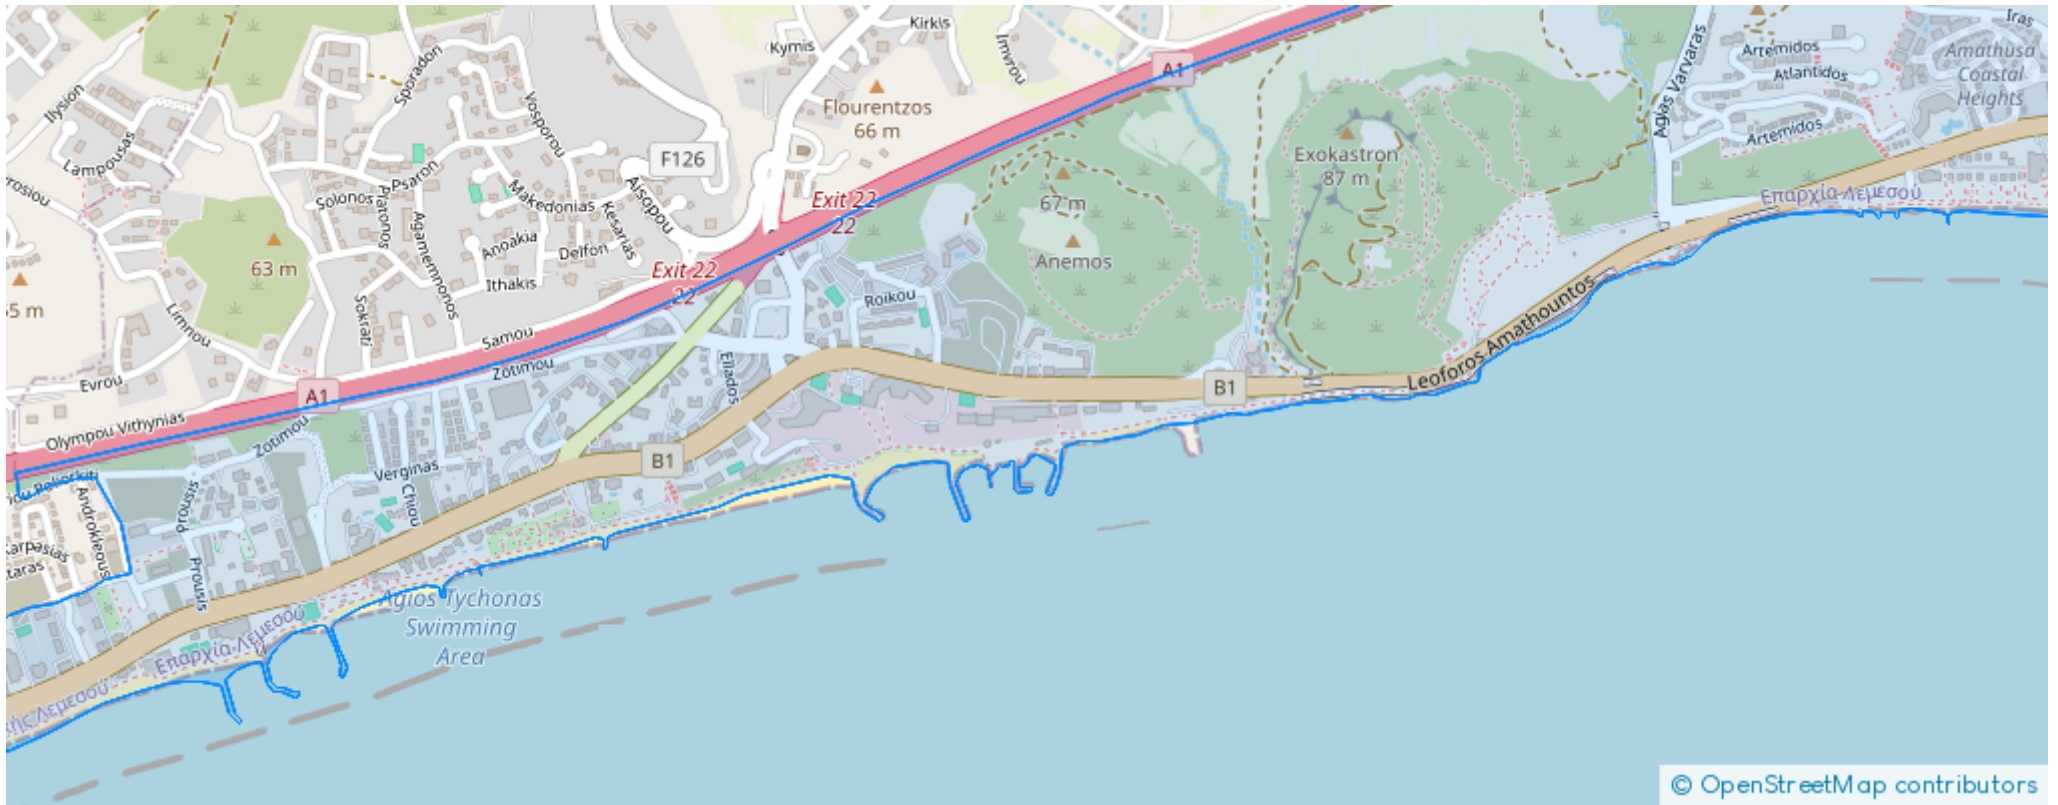 Kirkis
Kymis
Imvrou
A1
Iras
Artemidos
Amathusa
Coastal
Heights
Atlantidos
Agias Varvaras
Artemidos
Sporadon
Ilysion
Vosporou
Flourentzos
66 m
Lampousas
F126
Exokastron
87 m
Psaron
Solonos
Platonos
Makedonias
Aisopou
Kesarias
Agamemnonos
Exit 22
22
67 m
Επαρχία Λεμεσού
Anoakia
Delfon
Anemos
63 m
Exit 22
22
Ithakis
Roikou
Limnou
Sokrati
Samou
Leoforos Amathountos
Zotimou
Ellados
Evrou
A1
B1
Olympou Vithynias
Zotimou
B1
Verginas
Chiou
Prousis
Androkleous
Prousis
Agios Tychonas
Swimming
Area
Επαρχία Λεμεσού
© OpenStreetMap contributors